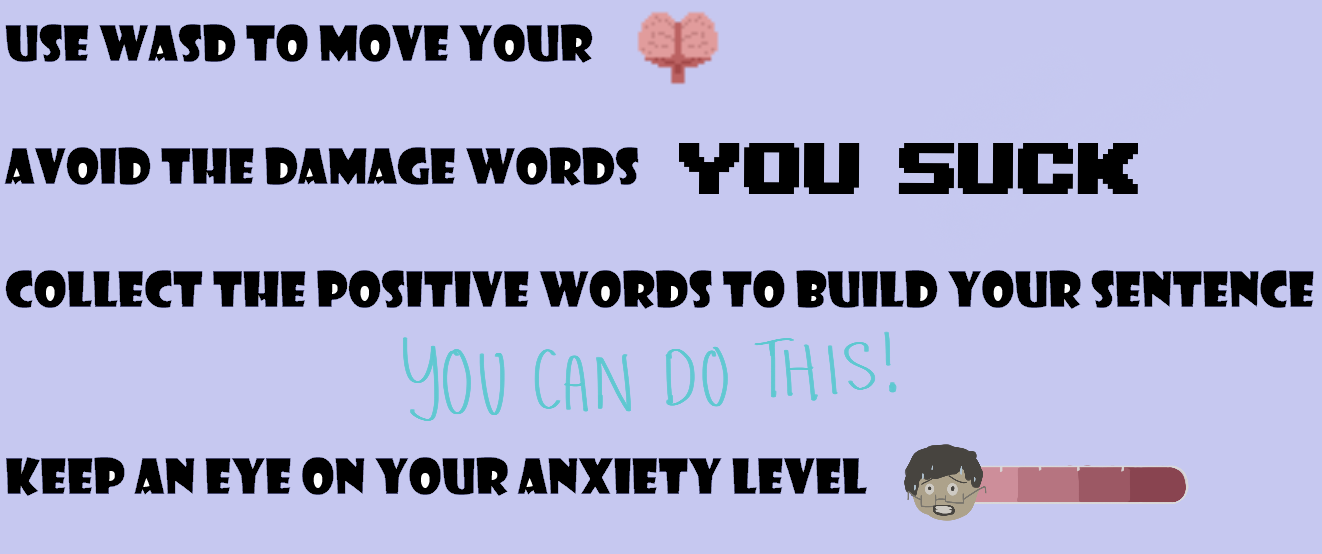 USE WASD TO MOVE YOUR
AVOID THE DAMAGE WORDS YOU SUCK
COLLECT THE POSITIVE WORDS TO BUILD YOUR SENTENCE
YOU CAN DO THIS!
KEEP AN EYE ON YOUR ANXIETY LEVEL